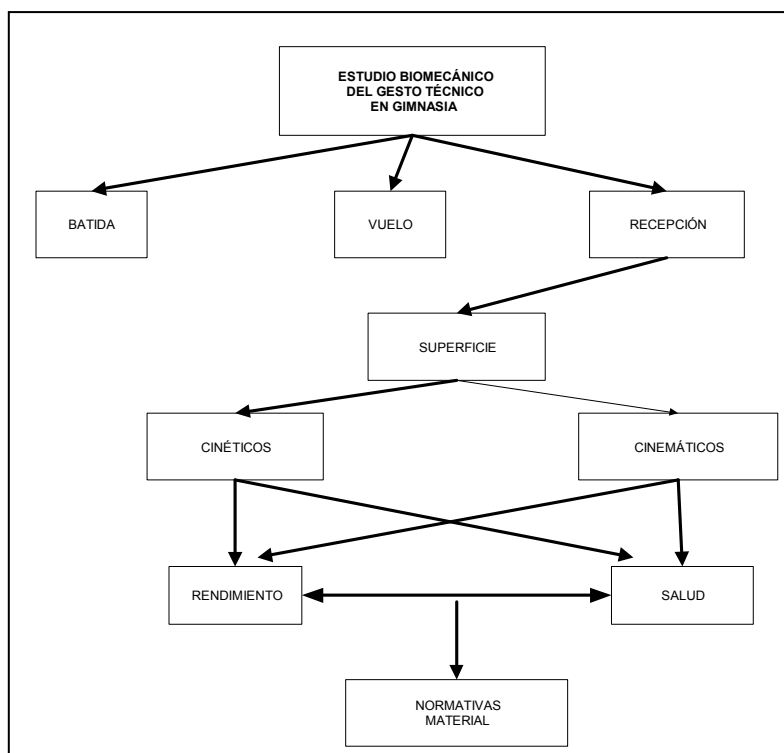 ESTUDIO BIOMECÁNICO
DEL GESTO TÉCNICO
EN GIMNASIA
BATIDA
VUELO
RECEPCIÓN
SUPERFICIE
CINÉTICOS
CINEMÁTICOS
RENDIMIENTO
SALUD
NORMATIVAS
MATERIAL